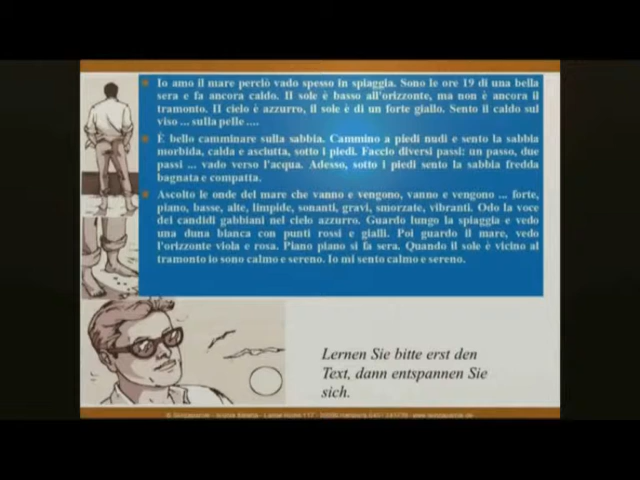 Io amo il mare perciò vado spesso in spiaggia. Sono le ore 19 di una bella
sera e fa ancora caldo. Il sole è basso all'orizzonte, ma non è ancora il
tramonto. Il cielo è azzurro, il sole è di un forte giallo. Sento il caldo sul
viso ... sulla pelle ....
È bello camminare sulla sabbia. Cammino a piedi nudi e sento la sabbia
morbida, calda e asciutta, sotto i piedi. Faccio diversi passi: un passo, due
passi ... vado verso l'acqua. Adesso, sotto i piedi sento la sabbia fredda
bagnata e compatta.
Ascolto le onde del mare che vanno e vengono, vanno e vengono ... forte,
piano, basse, alte, limpide, sonanti, gravi, smorzate, vibranti. Odo la voce
dei candidi gabbiani nel cielo azzurro. Guardo lungo la spiaggia e vedo
una duna bianca con punti rossi e gialli. Poi guardo il mare, vedo
l'orizzonte viola e rosa. Piano piano si fa sera. Quando il sole è vicino al
tramonto io sono calmo e sereno. Io mi sento calmo e sereno.
Lernen Sie bitte erst den
Text, dann entspannen Sie
sich.